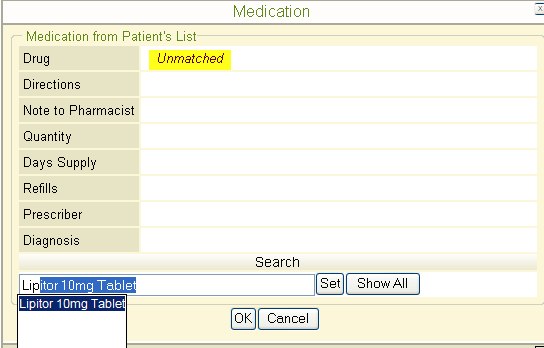 Medication
x
Medication from Patient's List
Drug Unmatched
Directions
Note to Pharmacist
Quantity
Days Supply
Refills
Prescriber
Diagnosis
Search
Lipitor 10mg Tablet Set Show All
Lipitor 10mg Tablet
OK Cancel